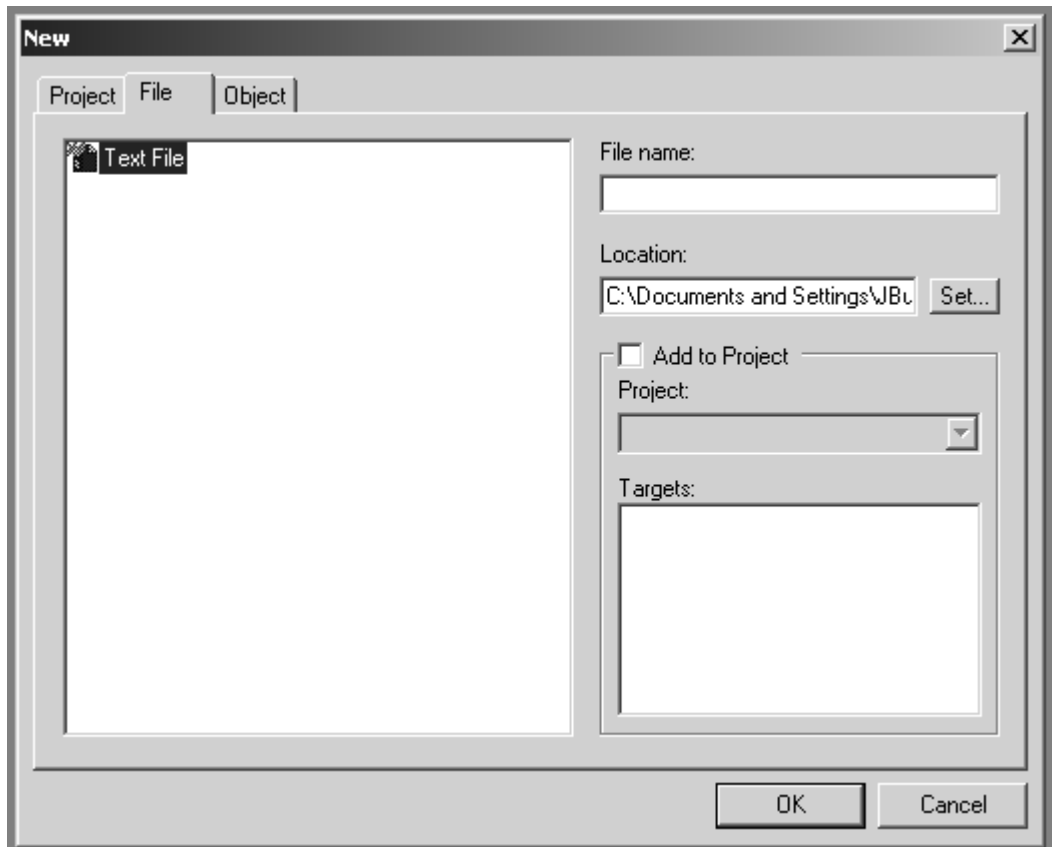 New
Project File Object
Text File
File name:
Location:
C:\Documents and Settings\JBu
Set...
Add to Project
Project:
Targets:
OK Cancel